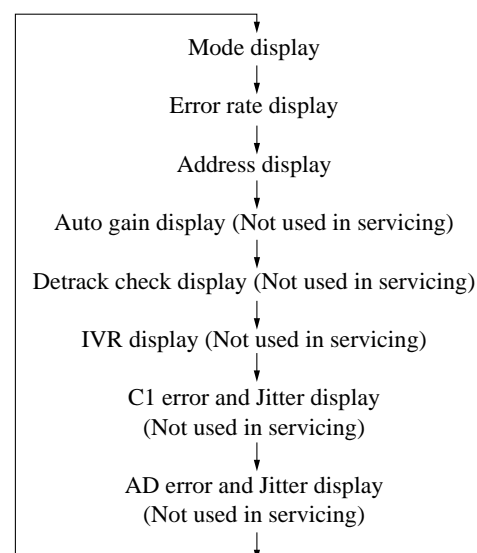 Mode display
Error rate display
Address display
Auto gain display (Not used in servicing)
Detrack check display (Not used in servicing)
IVR display (Not used in servicing)
C1 error and Jitter display
(Not used in servicing)
AD error and Jitter display
(Not used in servicing)